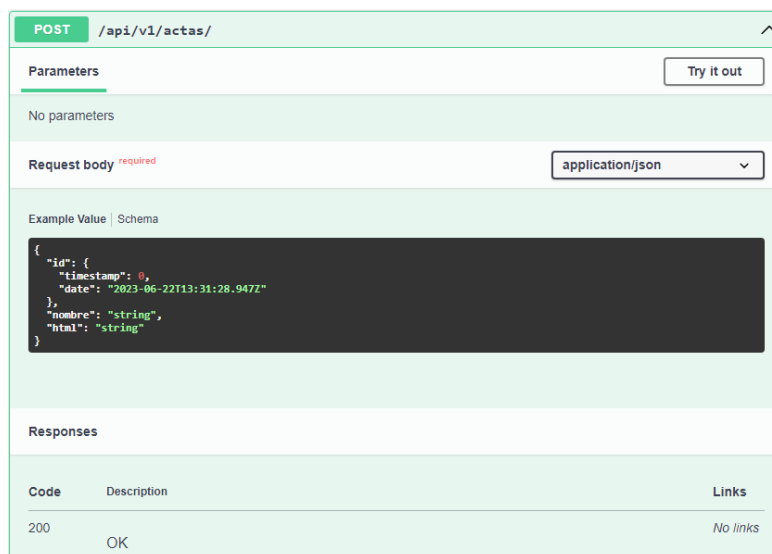 POST /api/v1/actas/
Parameters Try it out
No parameters
Request body required application/json
Example Value Schema
{
"id": {
"timestamp": 0,
"date": "2023-06-22T13:31:28.947Z"
},
"nombre": "string",
"html": "string"
}
Responses
Code Description Links
200 No links
OK